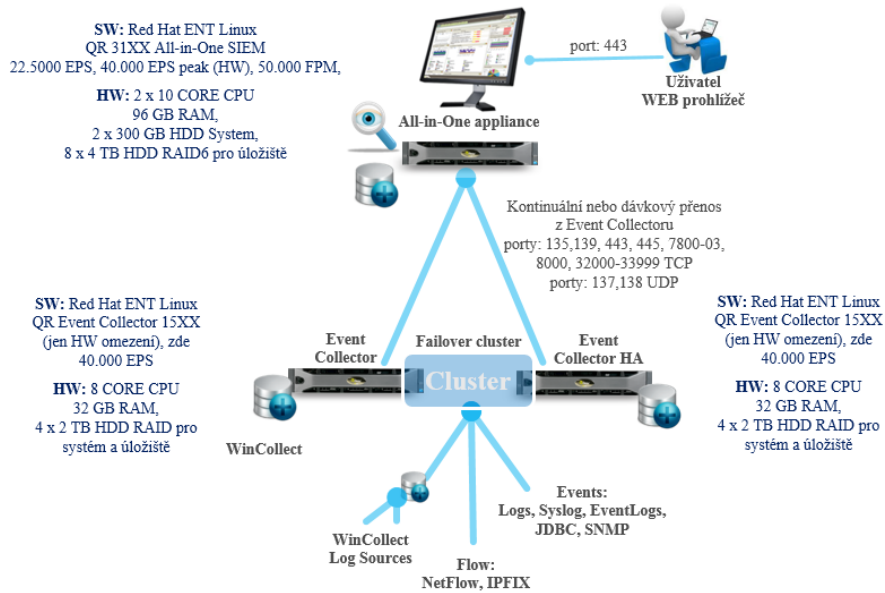 SW: Red Hat ENT Linux
QR 31XX All-in-One SIEM
22.5000 EPS, 40.000 EPS peak (HW), 50.000 FPM,
HW: 2 x 10 CORE CPU
96 GB RAM,
2 x 300 GB HDD System,
8 x 4 TB HDD RAID6 pro úložiště
port: 443
Uživatel
WEB prohlížeč
All-in-One appliance
Kontinuální nebo dávkový přenos
z Event Collectoru
porty: 135,139, 443, 445, 7800-03,
8000, 32000-33999 TCP
porty: 137,138 UDP
SW: Red Hat ENT Linux
QR Event Collector 15XX
(jen HW omezení), zde
40.000 EPS
HW: 8 CORE CPU
32 GB RAM,
4 x 2 TB HDD RAID pro
systém a úložiště
Event
Collector
Failover cluster
Cluster
Event
Collector HA
SW: Red Hat ENT Linux
QR Event Collector 15XX
(jen HW omezení), zde
40.000 EPS
HW: 8 CORE CPU
32 GB RAM,
4 x 2 TB HDD RAID pro
systém a úložiště
WinCollect
WinCollect
Log Sources
Events:
Logs, Syslog, EventLogs,
JDBC, SNMP
Flow:
NetFlow, IPFIX